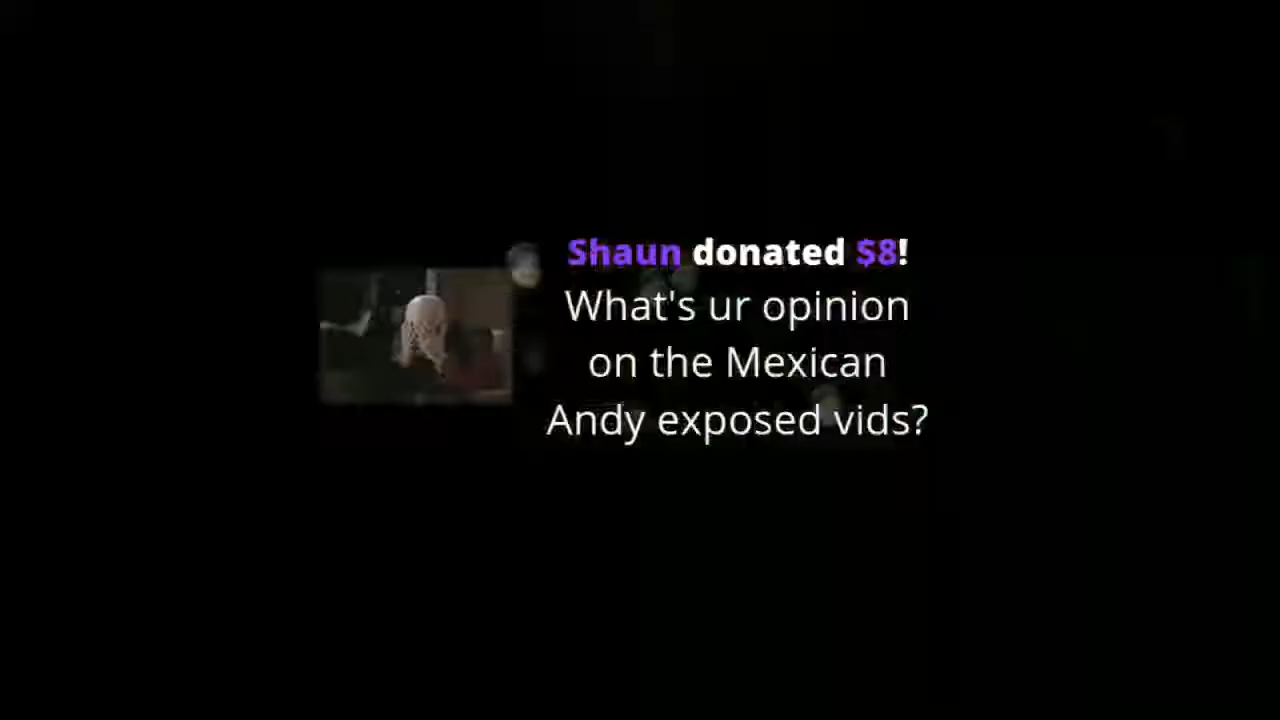 Shaun donated $8!
What's ur opinion
on the Mexican
Andy exposed vids?